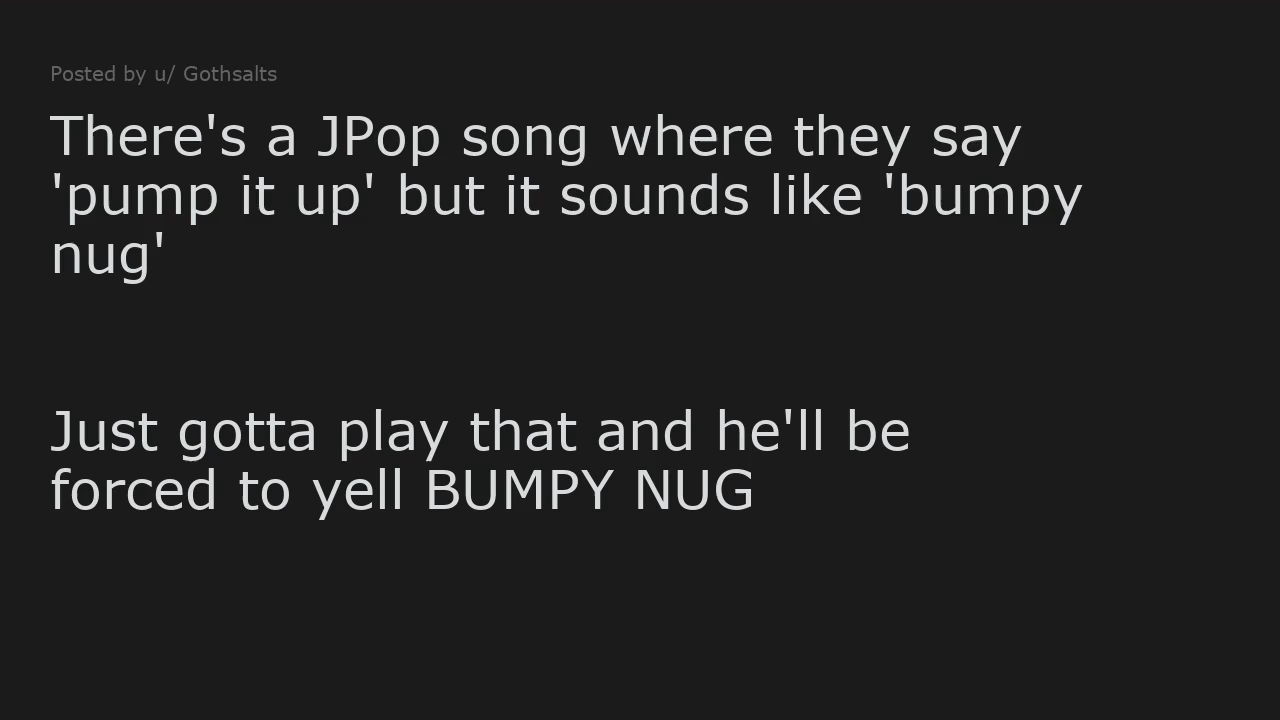 Posted by u/ Gothsalts
There's a JPop song where they say
'pump it up' but it sounds like 'bumpy
nug'
Just gotta play that and he'll be
forced to yell BUMPY NUG